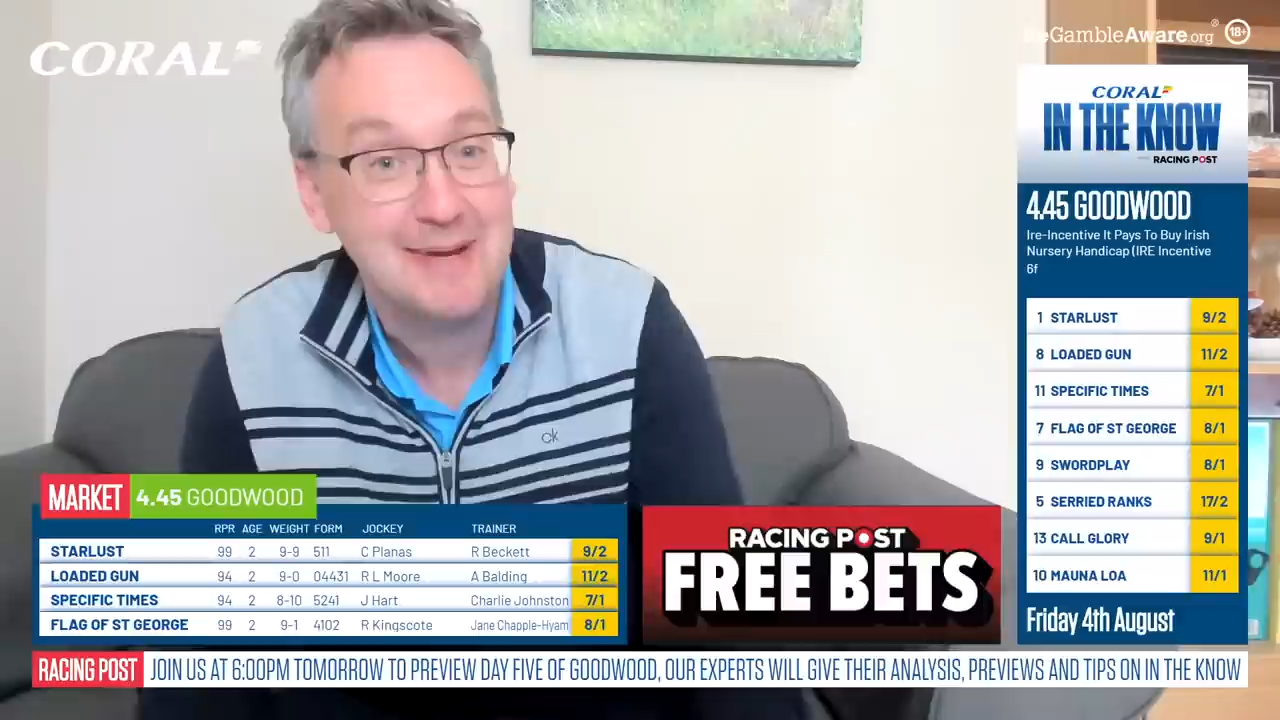 CORAL
BeGambleAware.org® 18+
CORAL
IN THE KNOW
RACING POST
4.45 GOODWOOD
Ire-Incentive It Pays To Buy Irish
Nursery Handicap (IRE Incentive
6f
1 STARLUST 9/2
8 LOADED GUN 11/2
11 SPECIFIC TIMES 7/1
7 FLAG OF ST GEORGE 8/1
9 SWORDPLAY 8/1
5 SERRIED RANKS 17/2
13 CALL GLORY 9/1
10 MAUNA LOA 11/1
Friday 4th August
ck
MARKET 4.45 GOODWOOD
RPR AGE WEIGHT FORM JOCKEY TRAINER
STARLUST 99 2 9-9 511 C Planas R Beckett 9/2
LOADED GUN 94 2 9-0 04431 R L Moore A Balding 11/2
SPECIFIC TIMES 94 2 8-10 5241 J Hart Charlie Johnston 7/1
FLAG OF ST GEORGE 99 2 9-1 4102 R Kingscote Jane Chapple-Hyam 8/1
RACING POST
FREE BETS
RACING POST JOIN US AT 6:00PM TOMORROW TO PREVIEW DAY FIVE OF GOODWOOD, OUR EXPERTS WILL GIVE THEIR ANALYSIS, PREVIEWS AND TIPS ON IN THE KNOW